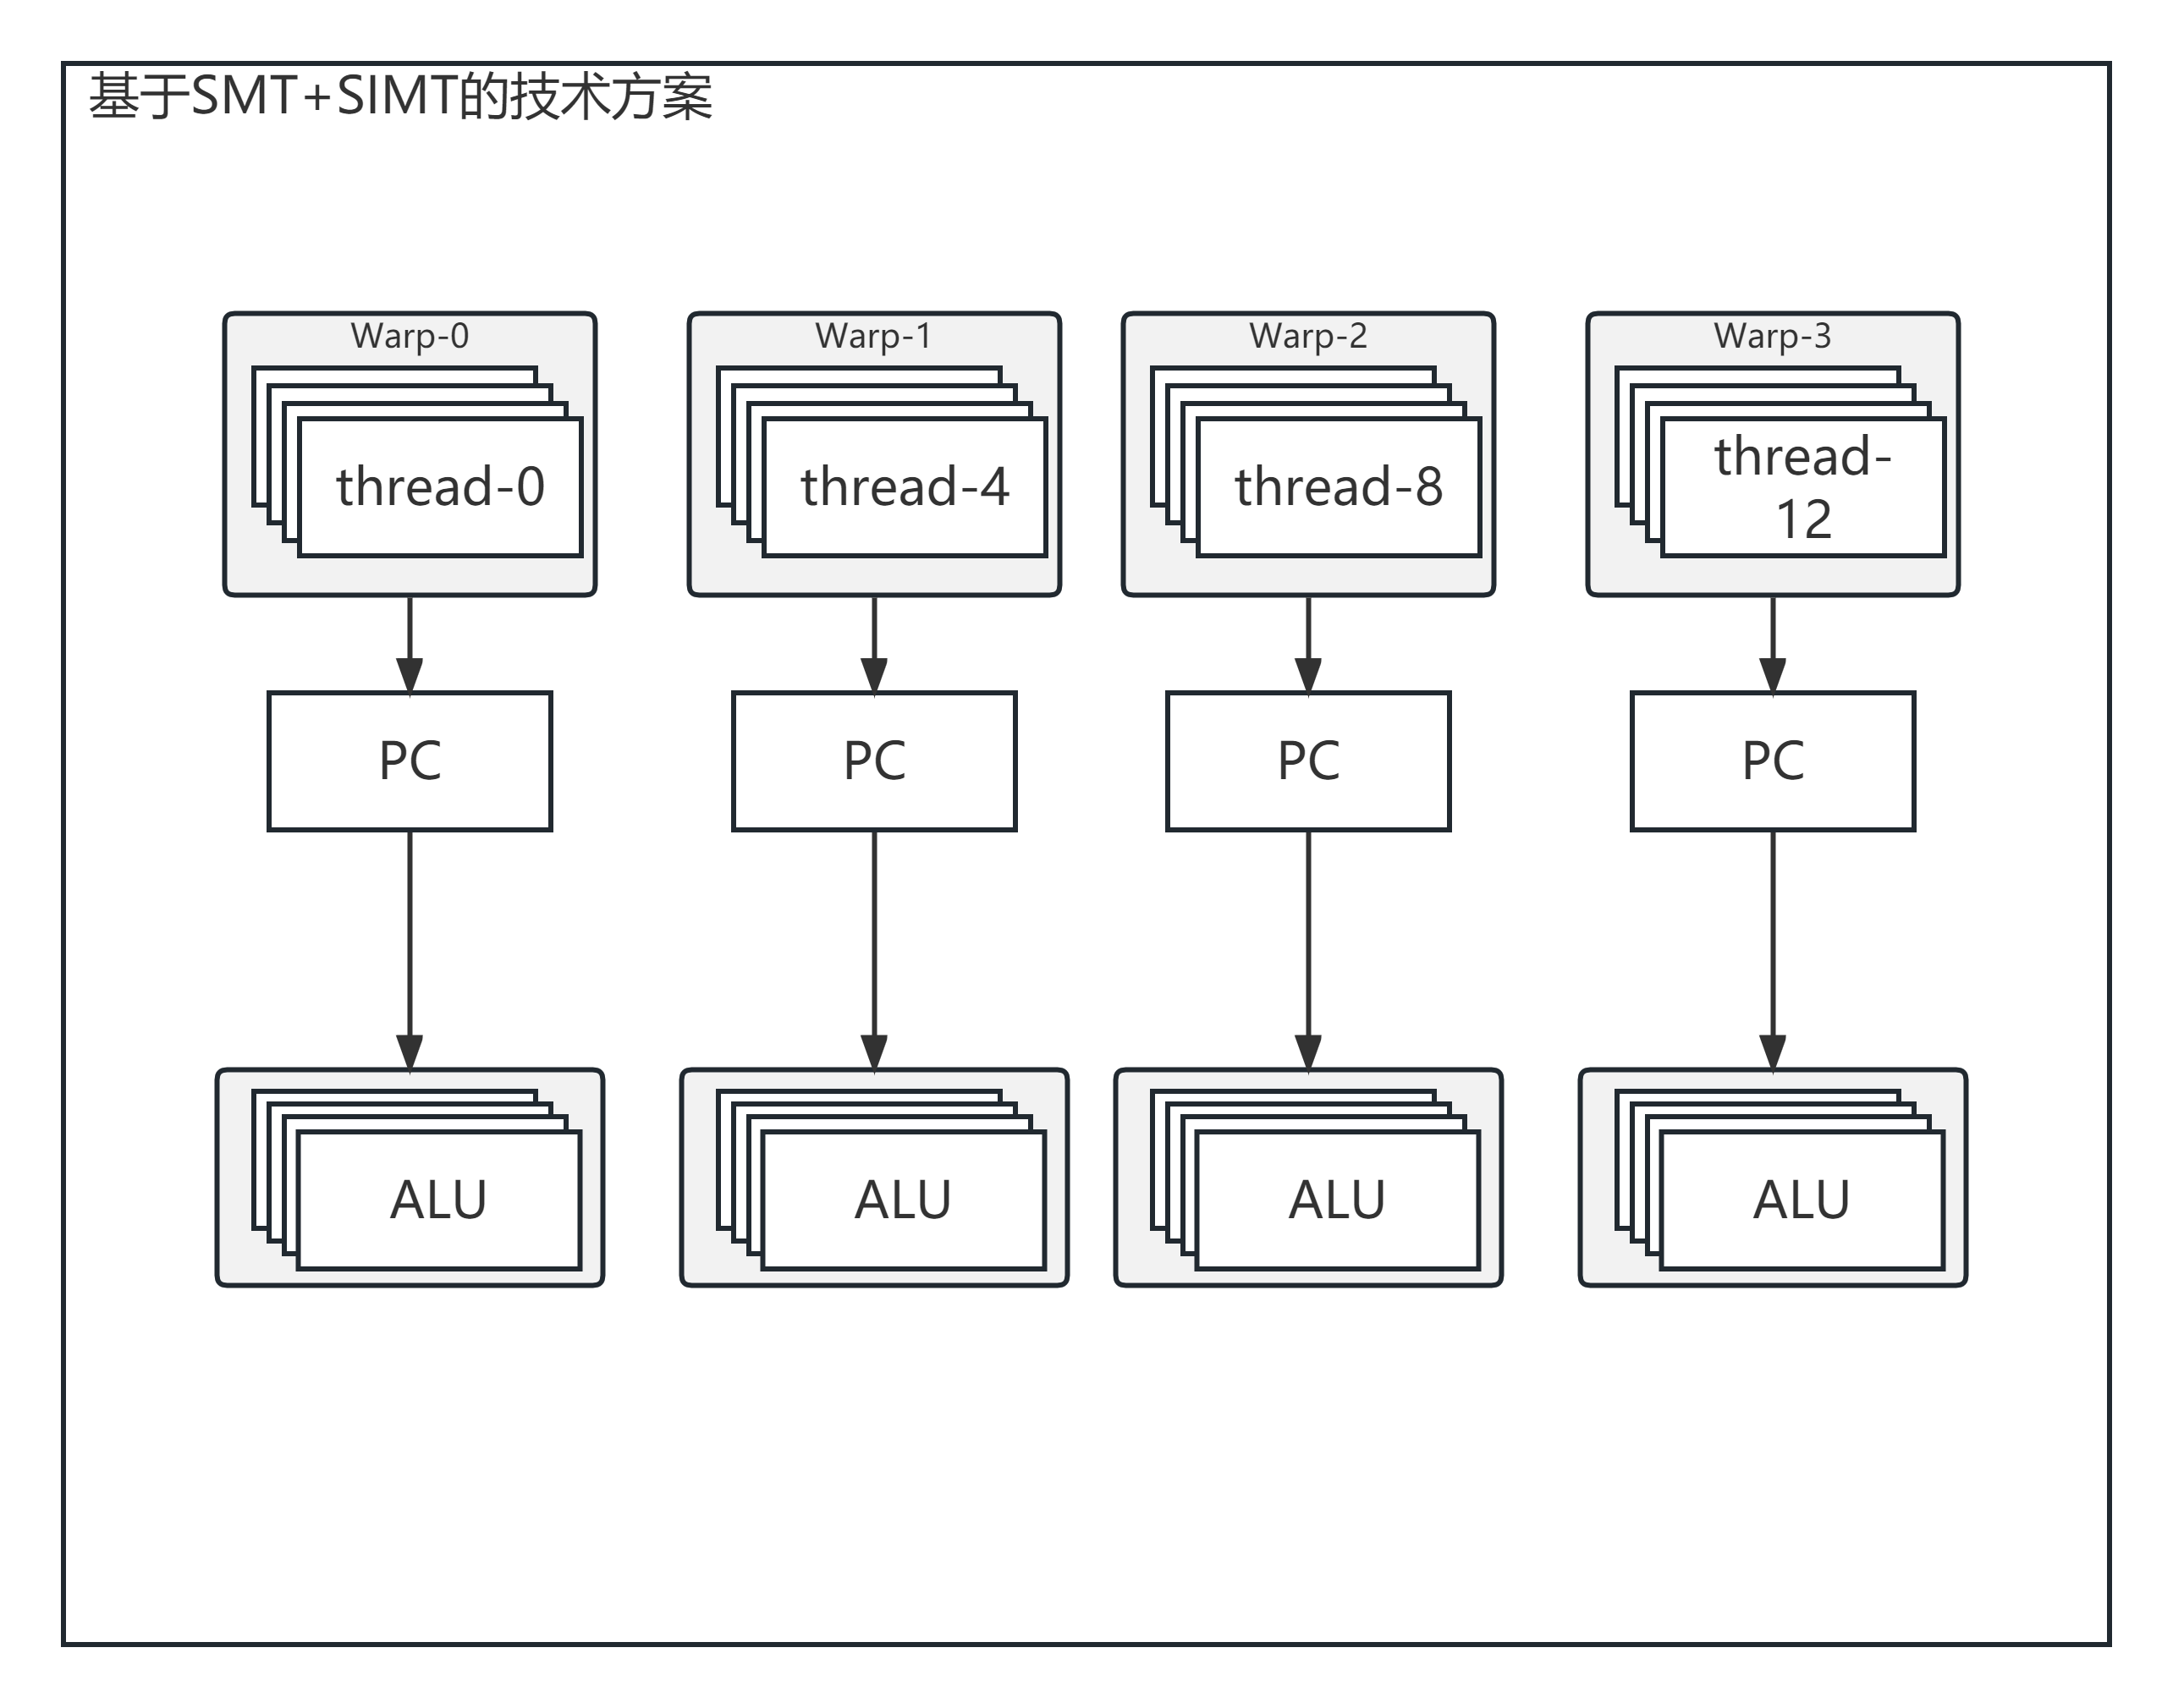 基于SMT+SIMT的技术方案
Warp-0
Warp-1
Warp-2
Warp-3
thread-0
thread-4
thread-8
thread-
12
PC
PC
PC
PC
ALU
ALU
ALU
ALU